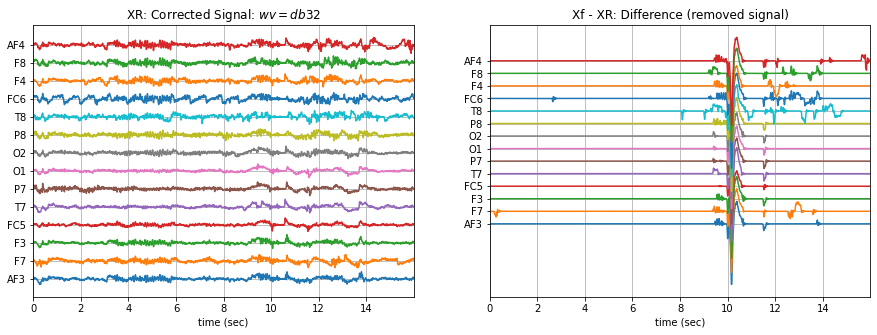 XR: Corrected Signal: wv = db32
AF4
F8
F4
FC6
T8
P8
O2
O1
P7
T7
FC5
F3
F7
AF3
0 2 4 6 8 10 12 14
time (sec)
Xf - XR: Difference (removed signal)
AF4
F8
F4
FC6
T8
P8
O2
O1
P7
T7
FC5
F3
F7
AF3
0 2 4 6 8 10 12 14
time (sec)